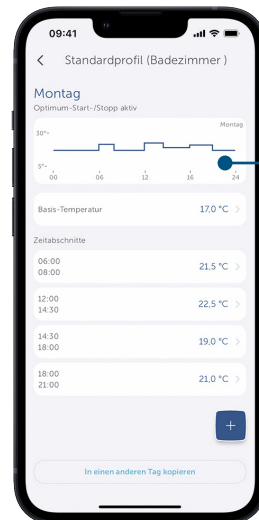 09:41
Standardprofil (Badezimmer )
Montag
Optimum-Start-/Stopp aktiv
Montag
30°-
5°-
00 06 12 16 24
Basis-Temperatur 17,0 °C
Zeitabschnitte
06:00
08:00
21,5 °C
12:00
14:30
22,5 °C
14:30
18:00
19,0 °C
18:00
21:00
21,0 °C
+
In einen anderen Tag kopieren